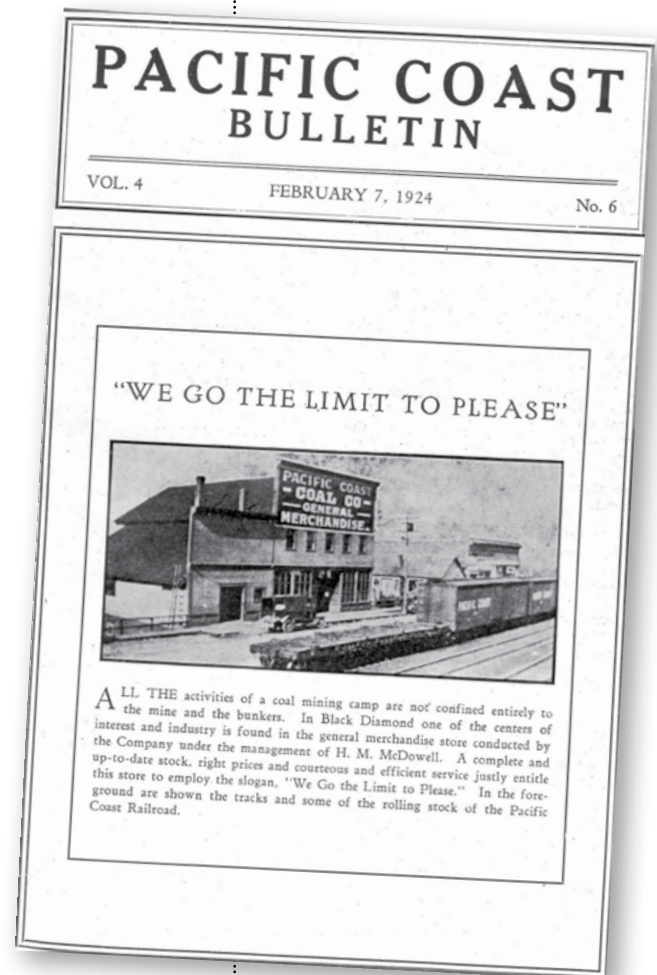 PACIFIC COAST
BULLETIN
VOL. 4
FEBRUARY 7, 1924
No. 6
"WE GO THE LIMIT TO PLEASE"
PACIFIC COAST
COAL CO
GENERAL
MERCHANDISE.
PACIFIC COAST
ALL THE activities of a coal mining camp are not confined entirely to
the mine and the bunkers. In Black Diamond one of the centers of
interest and industry is found in the general merchandise store conducted by
the Company under the management of H. M. McDowell. A complete and
up-to-date stock, right prices and courteous and efficient service justly entitle
this store to employ the slogan, "We Go the Limit to Please." In the fore-
ground are shown the tracks and some of the rolling stock of the Pacific
Coast Railroad.